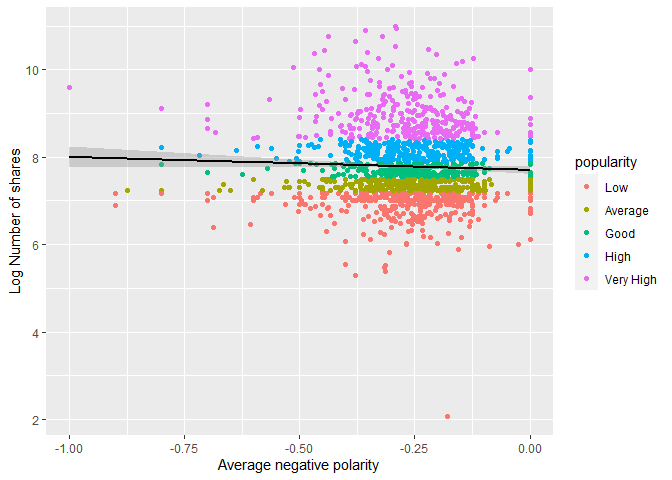 10
8
6
4
2
Log Number of shares
-1.00 -0.75 -0.50 -0.25 0.00
Average negative polarity
popularity
Low
Average
Good
High
Very High